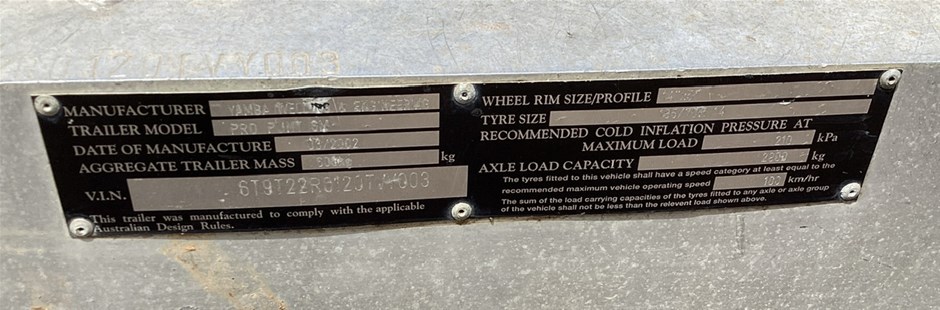 MANUFACTURER YAMBA WELDING & ENGINEERING
TRAILER MODEL PRO
DATE OF MANUFACTURE
AGGREGATE TRAILER MASS kg
V.I.N.
This trailer was manufactured to comply with the applicable
Australian Design Rules.
WHEEL RIM SIZE/PROFILE
TYRE SIZE
RECOMMENDED COLD INFLATION PRESSURE AT
MAXIMUM LOAD 210 kPa
AXLE LOAD CAPACITY kg
The tyres fitted to this vehicle shall have a speed category at least equal to the
recommended maximum vehicle operating speed 100 km/hr
The sum of the load carrying capacities of the tyres fitted to any axle or axle group
of the vehicle shall not be less than the relevent load shown above.